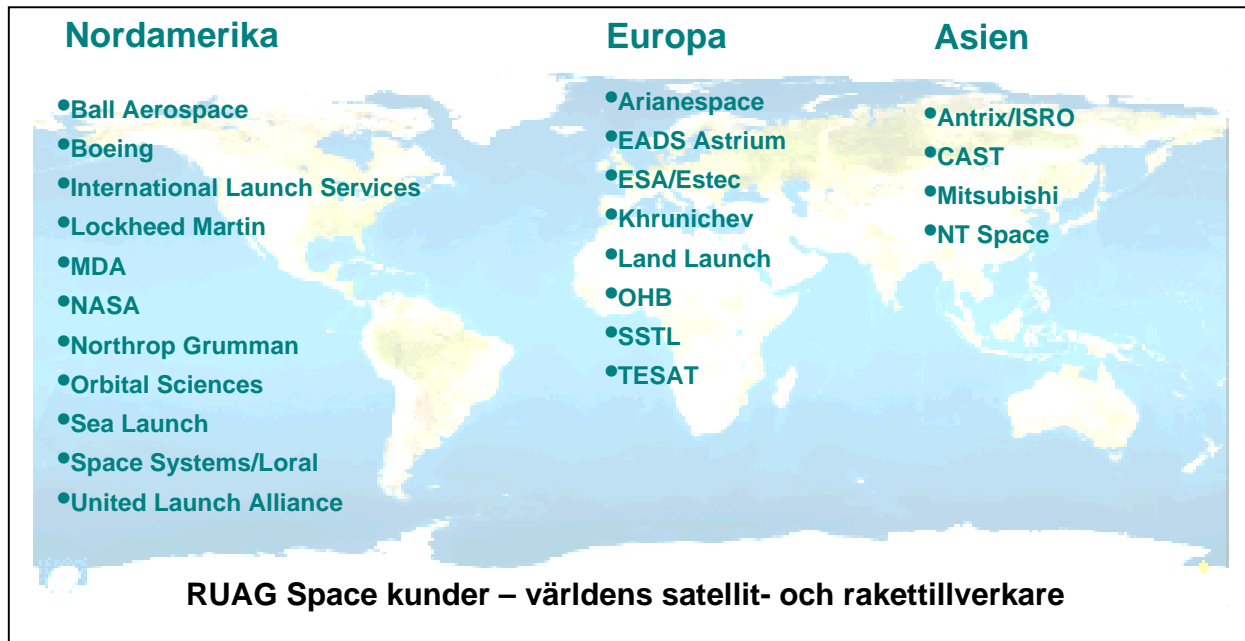 Nordamerika
•Ball Aerospace
•Boeing
•International Launch Services
•Lockheed Martin
•MDA
•NASA
•Northrop Grumman
•Orbital Sciences
•Sea Launch
•Space Systems/Loral
•United Launch Alliance
Europa
•Arianespace
•EADS Astrium
•ESA/Estec
•Khrunichev
•Land Launch
•OHB
•SSTL
•TESAT
Asien
•Antrix/ISRO
•CAST
•Mitsubishi
•NT Space
RUAG Space kunder – världens satellit- och rakettillverkare